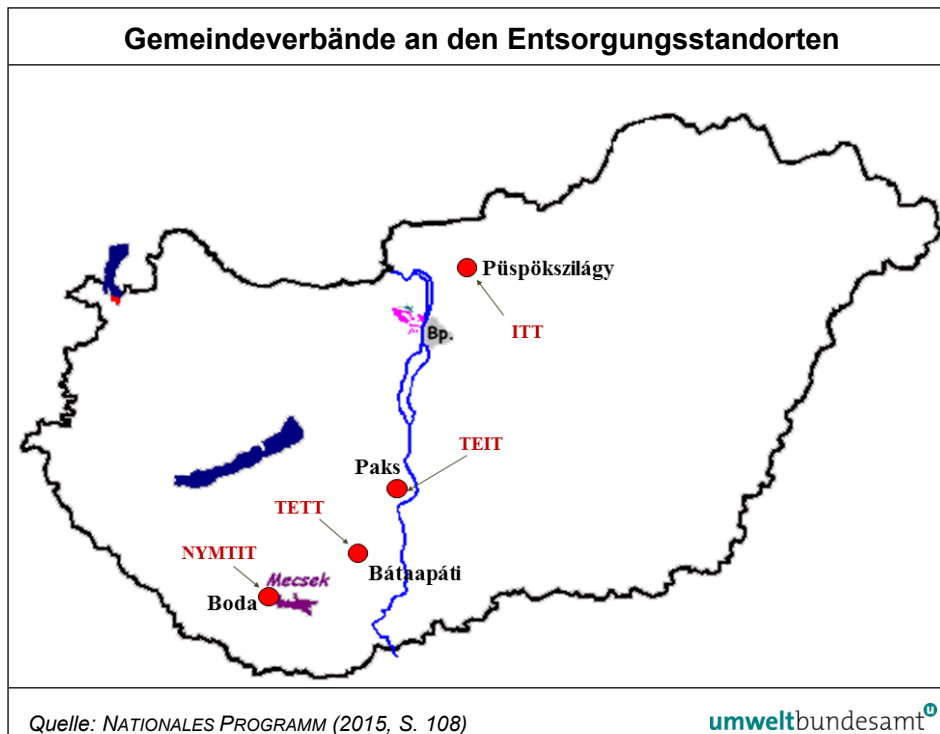 Gemeindeverbände an den Entsorgungsstandorten
Püspökszilágy
ITT
Bp.
Paks
TEIT
TETT
NYMTIT
Mecsek
Bátaapáti
Boda
Quelle: NATIONALES PROGRAMM (2015, S. 108)
umweltbundesamt